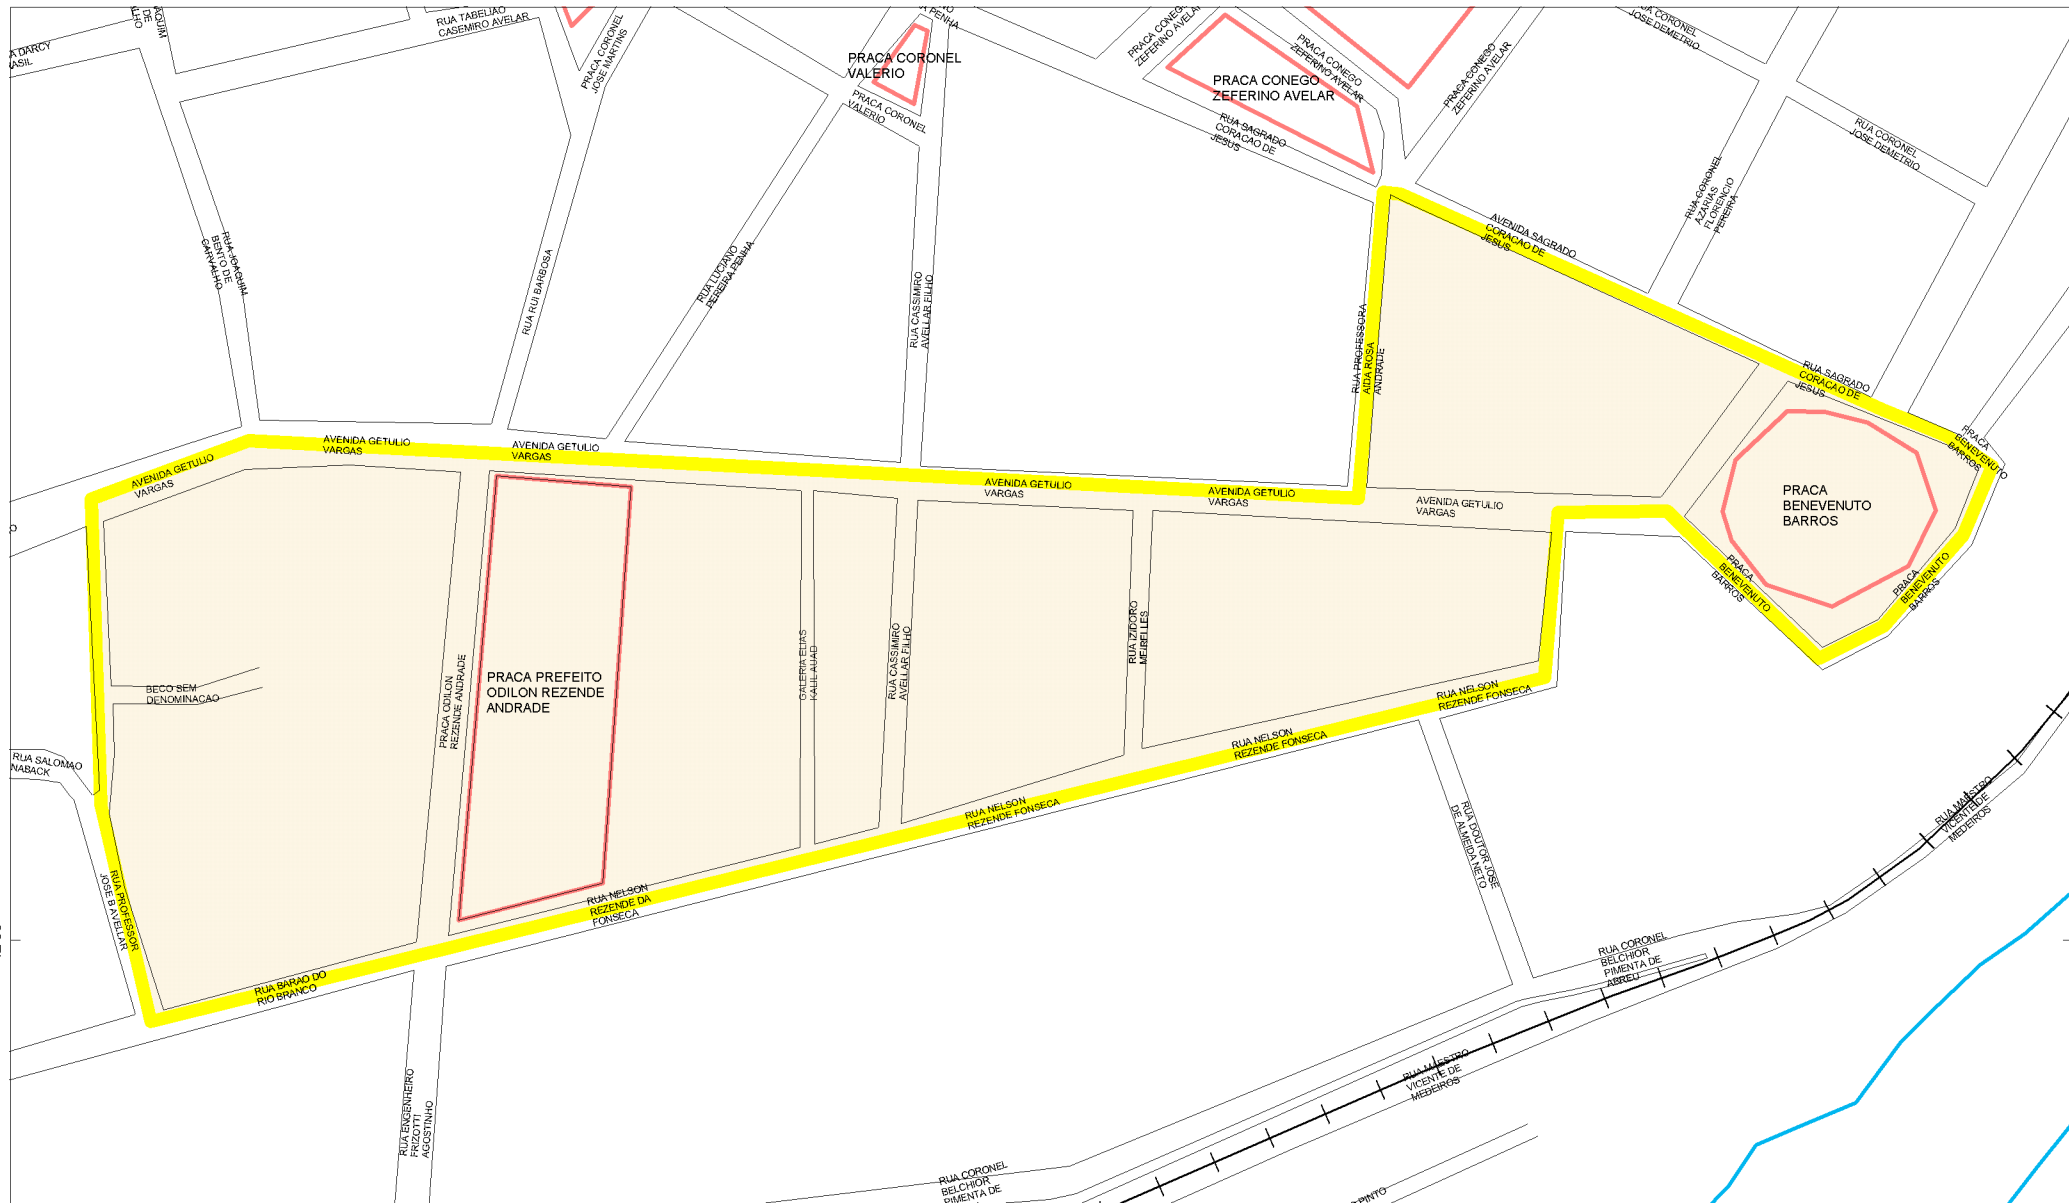 RUA TABELIAO
CASEMIRO AVELAR
PRACA CORONEL
JOSE MARTINS
PENHA
PRACA CONEGO
ZEFERINO AVELAR
PRACA CONEGO
ZEFERINO AVELAR
PRACA CONEGO
ZEFERINO AVELAR
CORONEL
JOSE DEMETRIO
PRACA CORONEL
VALERIO
PRACA CORONEL
VALERIO
PRACA CONEGO
ZEFERINO AVELAR
RUA SAGRADO
CORACAO DE
JESUS
RUA CORONEL
JOSE DEMETRIO
RUA CORONEL
AZARIAS
FLORENCIO
PEREIRA
AVENIDA SAGRADO
CORACAO DE
JESUS
RUA JOAQUIM
BENTO DE
CARVALHO
RUA RUI BARBOSA
RUA LUCIANO
PEREIRA PENHA
RUA CASSIMIRO
AVELLAR FILHO
RUA PROFESSORA
AIDA ROSA
ANDRADE
RUA SAGRADO
CORACAO DE
JESUS
AVENIDA GETULIO
VARGAS
AVENIDA GETULIO
VARGAS
AVENIDA GETULIO
VARGAS
AVENIDA GETULIO
VARGAS
AVENIDA GETULIO
VARGAS
AVENIDA GETULIO
VARGAS
PRACA
BENEVENUTO
BARROS
PRACA
BENEVENUTO
BARROS
PRACA
BENEVENUTO
BARROS
PRACA
BENEVENUTO
BARROS
BECO SEM
DENOMINACAO
PRACA ODILON
REZENDE ANDRADE
PRACA PREFEITO
ODILON REZENDE
ANDRADE
GALERIA ELIAS
KALIL AUAD
RUA CASSIMIRO
AVELLAR FILHO
RUA IZIDORO
MEIRELLES
RUA NELSON
REZENDE FONSECA
RUA NELSON
REZENDE FONSECA
RUA NELSON
REZENDE FONSECA
RUA SALOMAO
NABACK
RUA PROFESSOR
JOSE B AVELLAR
RUA NELSON
REZENDE DA
FONSECA
RUA BARAO DO
RIO BRANCO
RUA DOUTOR JOSE
DE ALMEIDA NETO
RUA MAESTRO
VICENTE DE
MEDEIROS
RUA CORONEL
BELCHIOR
PIMENTA DE
ABREU
RUA MAESTRO
VICENTE DE
MEDEIROS
RUA ENGENHEIRO
FRIZOTTI
AGOSTINHO
RUA CORONEL
BELCHIOR
PIMENTA DE
PINTO